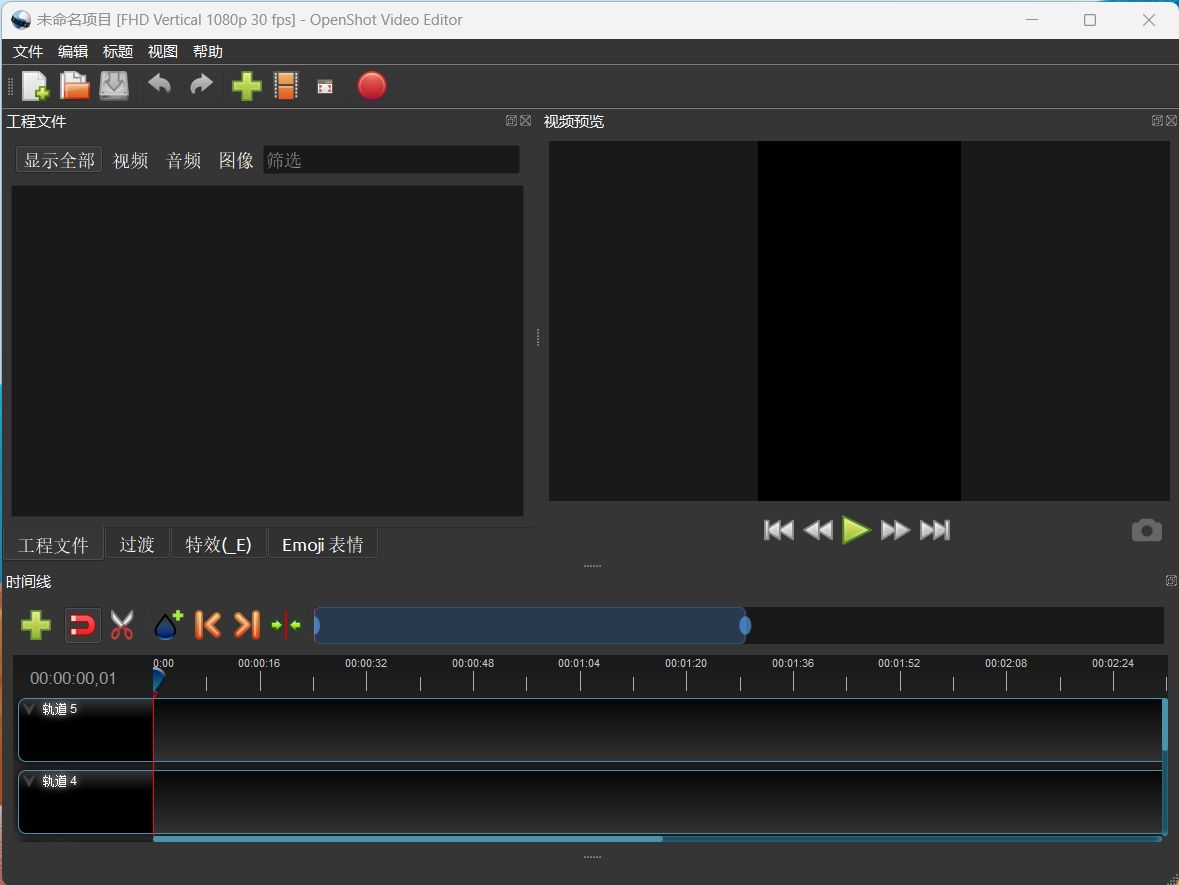 未命名项目 [FHD Vertical 1080p 30 fps] - OpenShot Video Editor
文件 编辑 标题 视图 帮助
工程文件
视频预览
显示全部 视频 音频 图像 筛选
工程文件 过渡 特效(_E) Emoji 表情
时间线
00:00:00,01
0:00 00:00:16 00:00:32 00:00:48 00:01:04 00:01:20 00:01:36 00:01:52 00:02:08 00:02:24
轨道 5
轨道 4